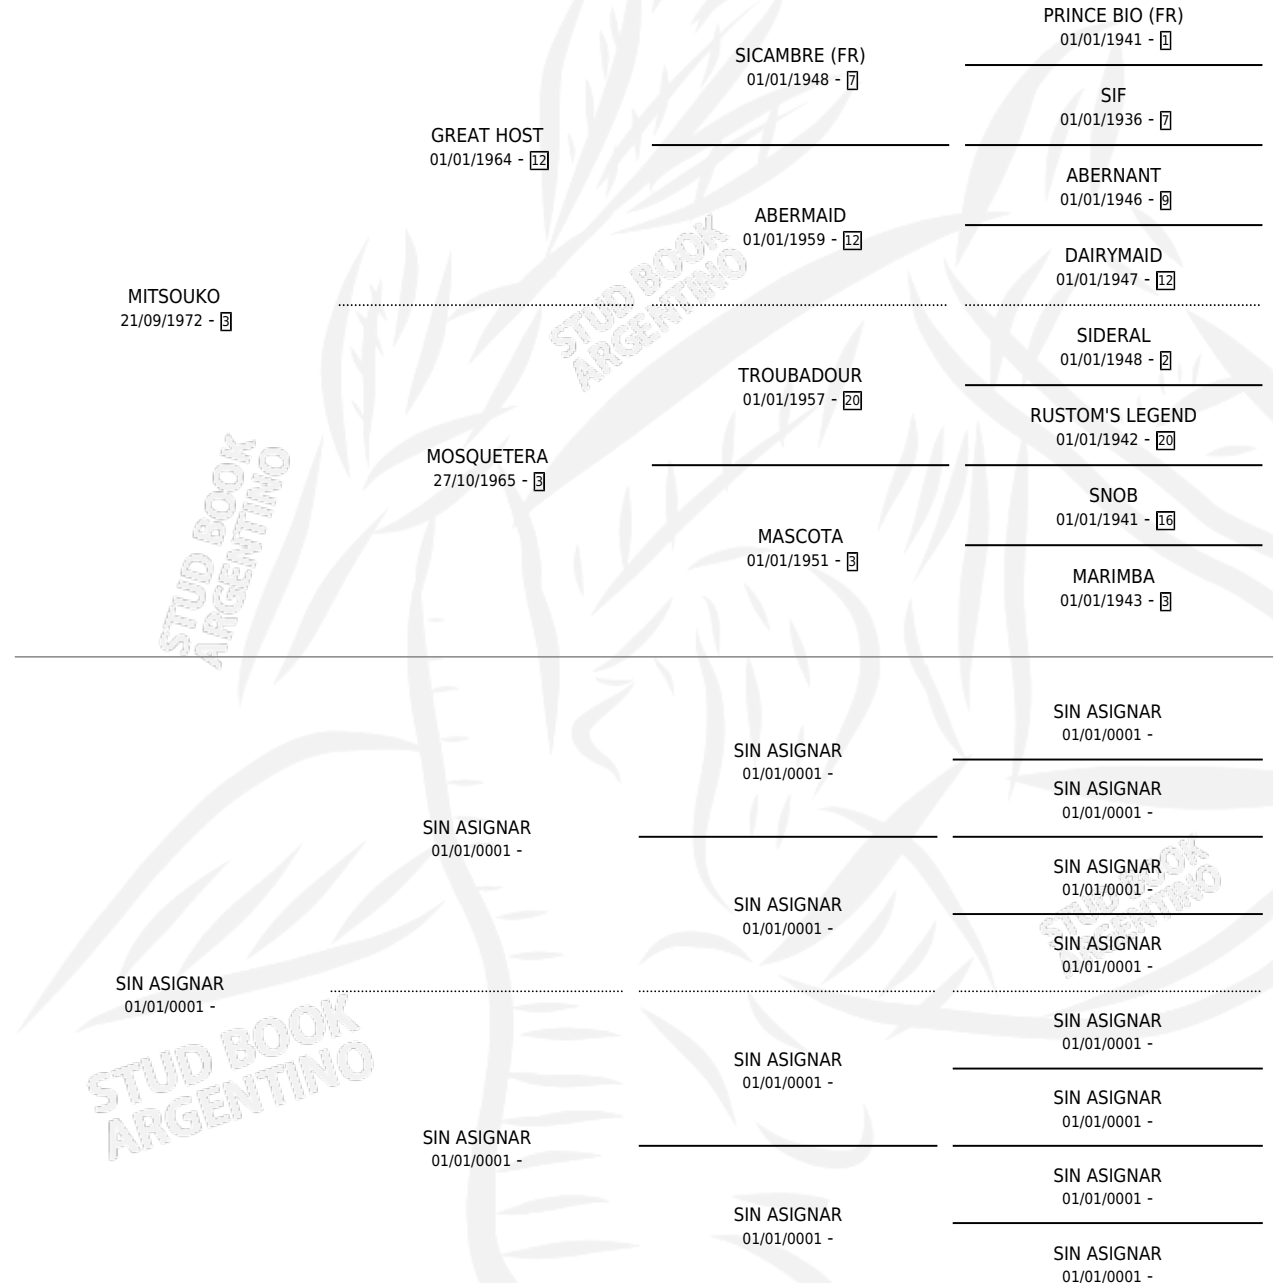 PRINCE BIO (FR)
01/01/1941 - 1
SICAMBRE (FR)
01/01/1948 - 7
SIF
01/01/1936 - 7
GREAT HOST
01/01/1964 - 12
ABERNANT
01/01/1946 - 9
ABERMAID
01/01/1959 - 12
DAIRYMAID
01/01/1947 - 12
MITSOUKO
21/09/1972 - 3
SIDERAL
01/01/1948 - 2
TROUBADOUR
01/01/1957 - 20
RUSTOM'S LEGEND
01/01/1942 - 20
MOSQUETERA
27/10/1965 - 3
SNOB
01/01/1941 - 16
MASCOTA
01/01/1951 - 3
MARIMBA
01/01/1943 - 3
STUD BOOK
ARGENTINO
STUD BOOK
ARGENTINO
SIN ASIGNAR
01/01/0001 -
SIN ASIGNAR
01/01/0001 -
SIN ASIGNAR
01/01/0001 -
SIN ASIGNAR
01/01/0001 -
SIN ASIGNAR
01/01/0001 -
SIN ASIGNAR
01/01/0001 -
SIN ASIGNAR
01/01/0001 -
SIN ASIGNAR
01/01/0001 -
SIN ASIGNAR
01/01/0001 -
SIN ASIGNAR
01/01/0001 -
SIN ASIGNAR
01/01/0001 -
SIN ASIGNAR
01/01/0001 -
SIN ASIGNAR
01/01/0001 -
SIN ASIGNAR
01/01/0001 -
SIN ASIGNAR
01/01/0001 -
STUD BOOK
ARGENTINO
STUD BOOK
ARGENTINO